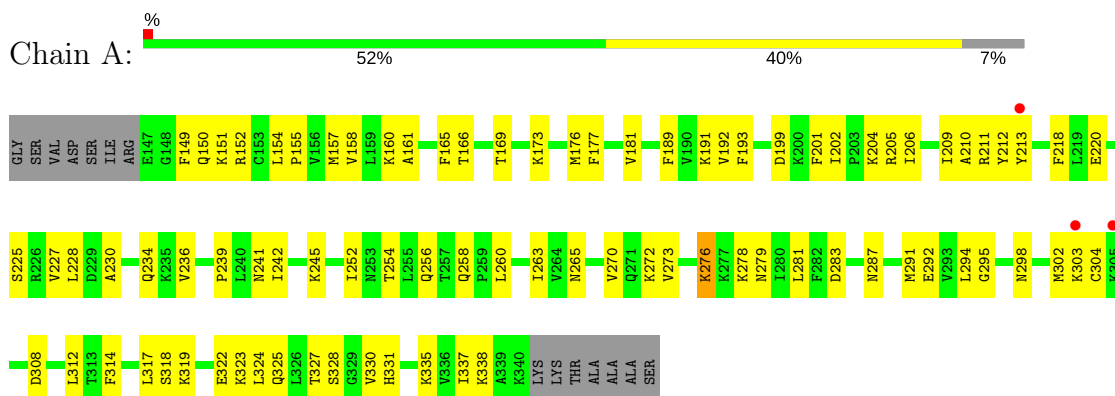 %
Chain A:
52% 40% 7%
GLY SER VAL ASP SER ILE ARG E147 G148 F149 Q150 K151 R152 C153 L154 P155 V156 M157 V158 L159 K160 A161 F165 T166 T169 K173 M176 F177 V181 F189 V190 K191 V192 F193 D199 K200 F201 I202 P203 K204 R205 I206 I209 A210 R211 Y212 Y213 F218 L219 E220
S225 R226 V227 L228 D229 A230 Q234 K235 V236 P239 L240 N241 I242 K245 I252 N253 T254 L255 Q256 T257 Q258 P259 L260 I263 V264 N265 V270 Q271 K272 V273 K276 K277 K278 N279 I280 L281 F282 D283 N287 M291 E292 V293 L294 G295 N298 M302 K303 C304 K305
D308 L312 T313 F314 L317 S318 K319 E322 K323 L324 Q325 L326 T327 S328 G329 V330 H331 K335 V336 I337 K338 A339 K340 LYS LYS THR ALA ALA ALA SER